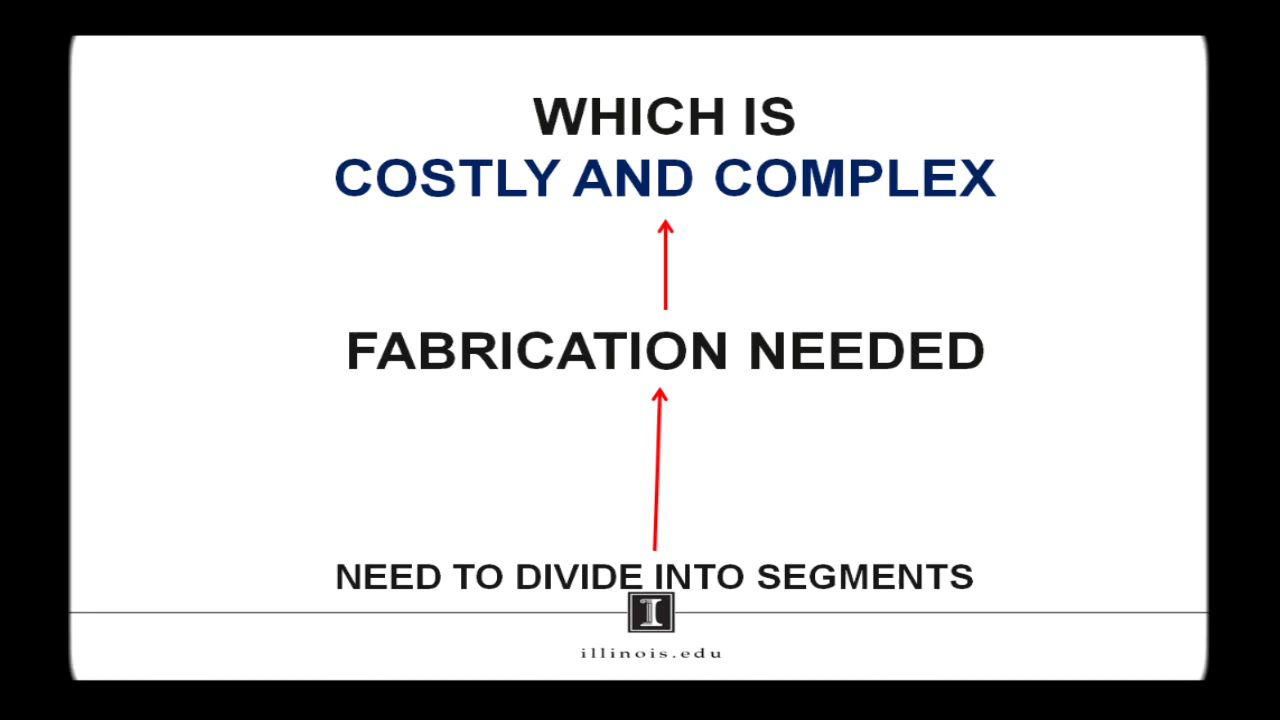 WHICH IS
COSTLY AND COMPLEX
FABRICATION NEEDED
NEED TO DIVIDE INTO SEGMENTS
I
illinois.edu